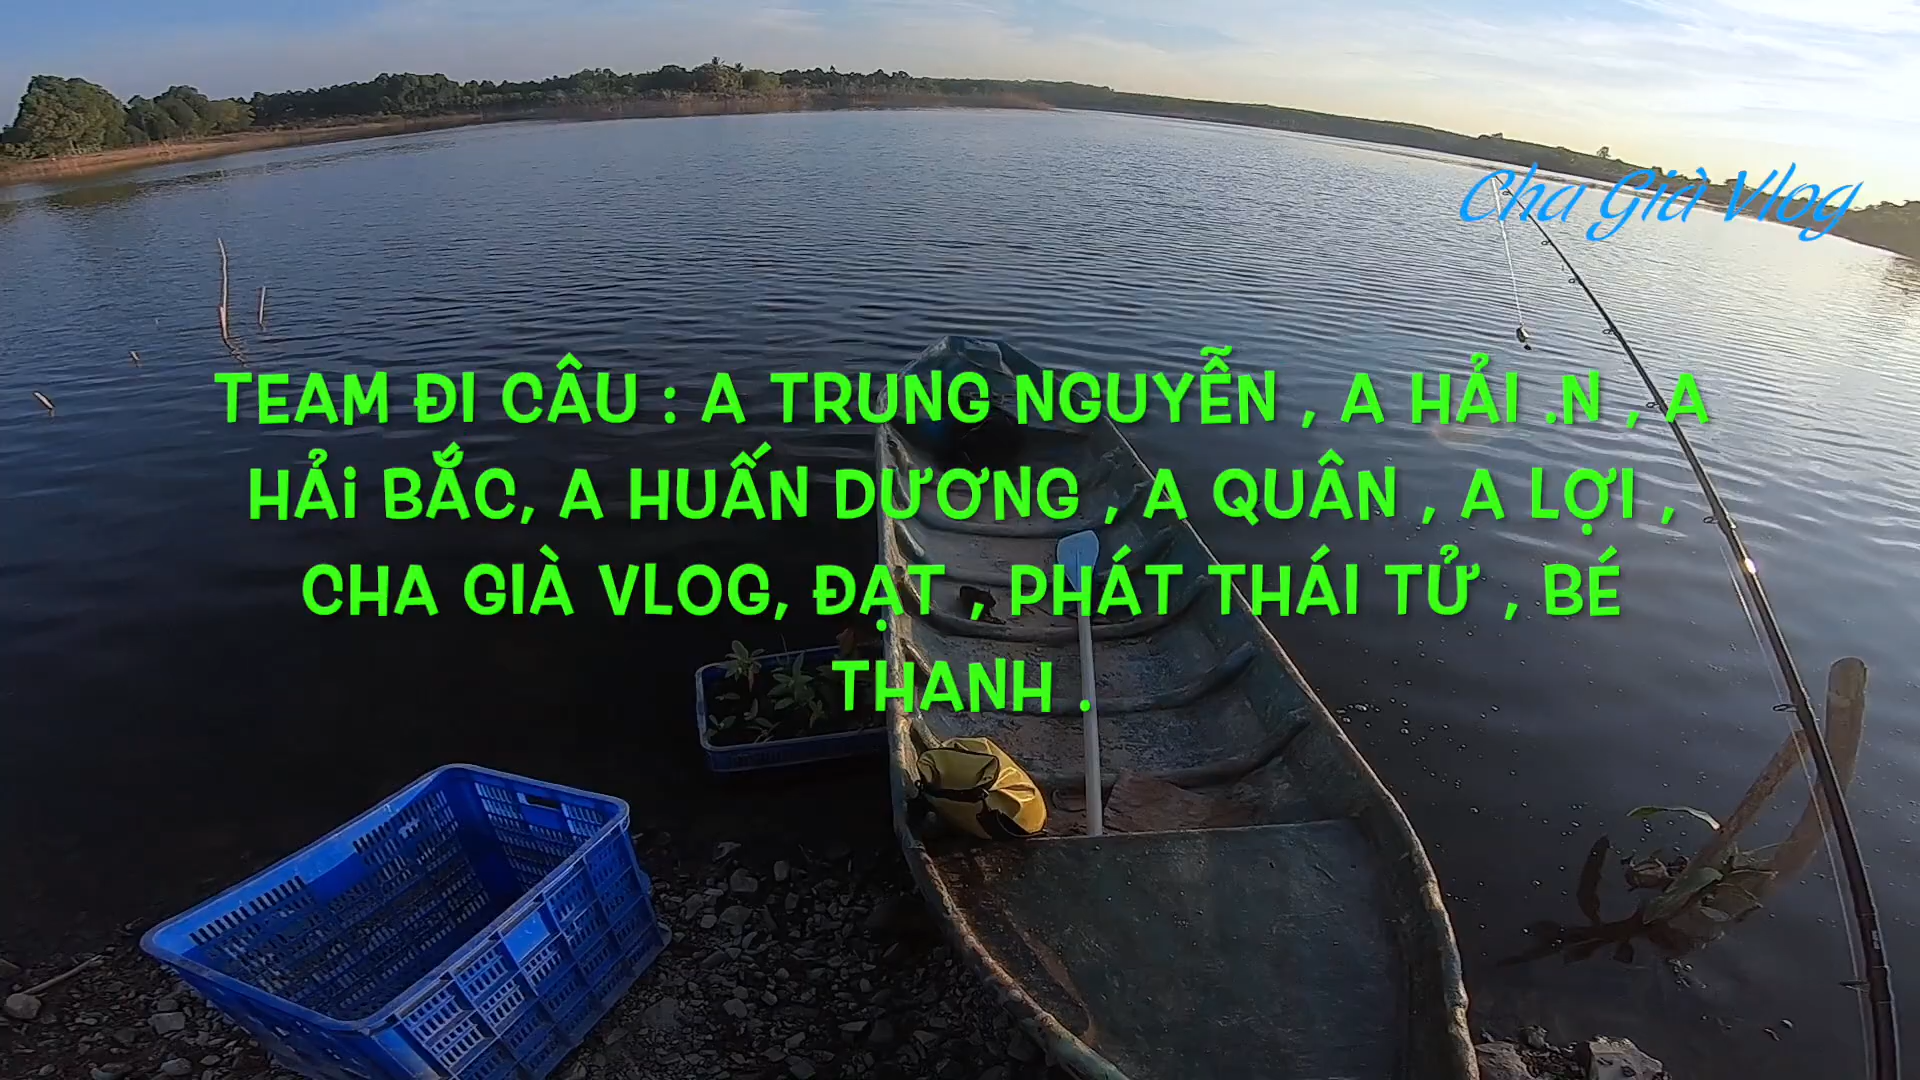 Cha Già Vlog
TEAM ĐI CÂU : A TRUNG NGUYỄN , A HẢI .N , A
HẢi BẮC, A HUẤN DƯƠNG , A QUÂN , A LỢI ,
CHA GIÀ VLOG, ĐẠT , PHÁT THÁI TỬ , BÉ
THANH .